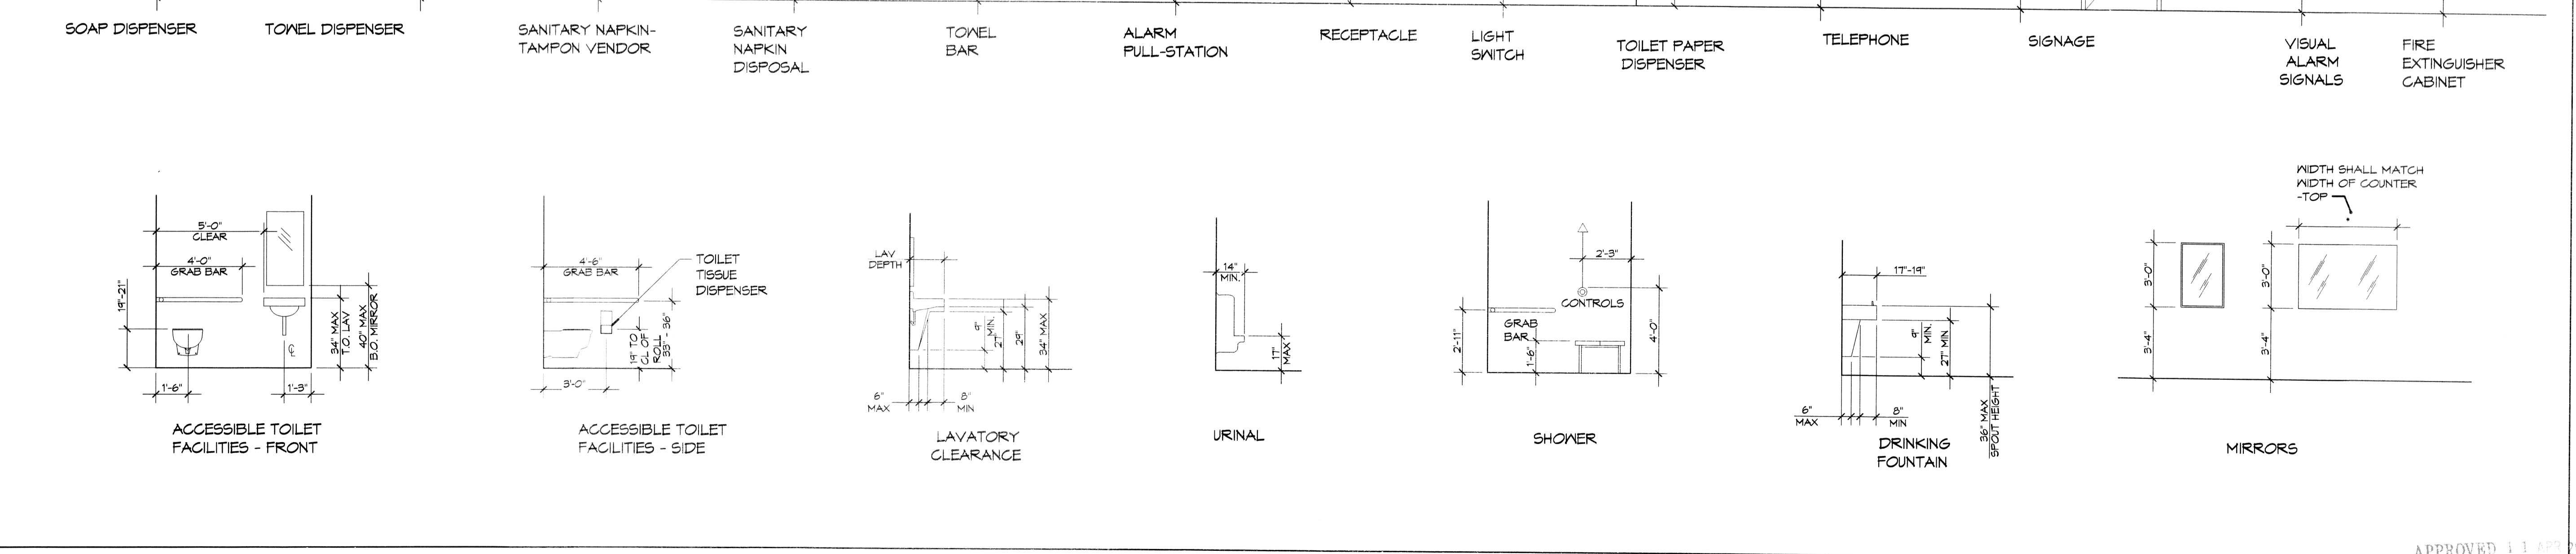 SOAP DISPENSER
TOWEL DISPENSER
SANITARY NAPKIN-
TAMPON VENDOR
SANITARY
NAPKIN
DISPOSAL
TOWEL
BAR
ALARM
PULL-STATION
RECEPTACLE
LIGHT
SWITCH
TOILET PAPER
DISPENSER
TELEPHONE
SIGNAGE
VISUAL
ALARM
SIGNALS
FIRE
EXTINGUISHER
CABINET
5'-0"
CLEAR
4'-0"
GRAB BAR
19"-21"
34" MAX
T.O. LAV
40" MAX
B.O. MIRROR
1'-6"
1'-3"
ACCESSIBLE TOILET
FACILITIES - FRONT
4'-6"
GRAB BAR
TOILET
TISSUE
DISPENSER
19" TO
CL OF
ROLL
33" - 36"
3'-0"
ACCESSIBLE TOILET
FACILITIES - SIDE
LAV
DEPTH
9"
MIN.
27"
29"
34" MAX
6"
MAX
8"
MIN
LAVATORY
CLEARANCE
14"
MIN.
17"
MAX
URINAL
2'-3"
CONTROLS
GRAB
BAR
2'-11"
1'-6"
4'-0"
SHOWER
17"-19"
9"
MIN.
27" MIN
6"
MAX
8"
MIN
36" MAX
SPOUT HEIGHT
DRINKING
FOUNTAIN
WIDTH SHALL MATCH
WIDTH OF COUNTER
-TOP
3'-0"
3'-0"
3'-4"
3'-4"
MIRRORS
APPROVED 11 APR